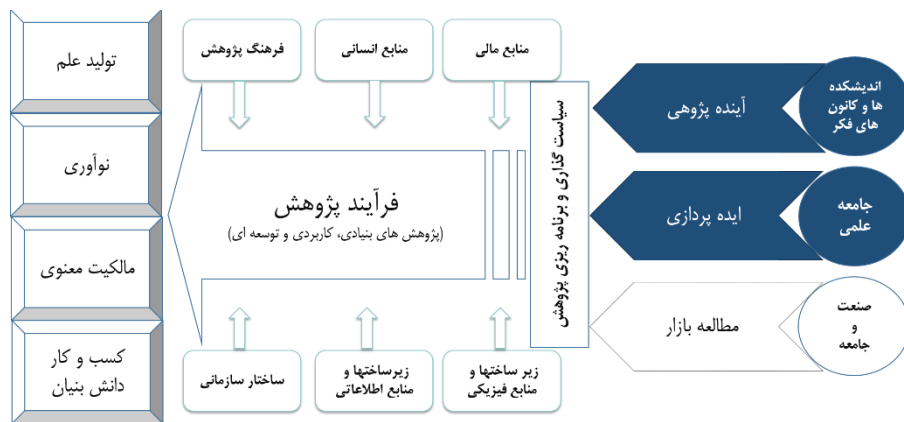 اندیشکده
ها و کانون
های فکر
آینده پژوهی
جامعه
علمی
ایده پردازی
صنعت
و
جامعه
مطالعه بازار
سیاست گذاری و برنامه ریزی پژوهش
منابع مالی
منابع انسانی
فرهنگ پژوهش
فرآیند پژوهش
(پژوهش های بنیادی، کاربردی و توسعه ای)
زیر ساختها و
منابع فیزیکی
زیرساختها و
منابع اطلاعاتی
ساختار سازمانی
تولید علم
نوآوری
مالکیت معنوی
کسب و کار
دانش بنیان